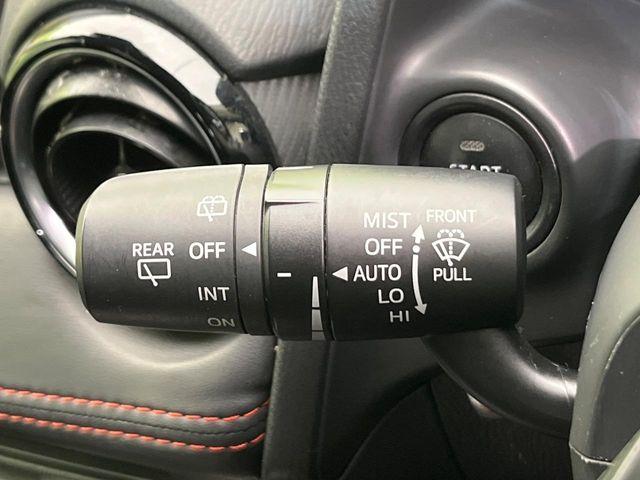 START
REAR
OFF
INT
ON
MIST
OFF
AUTO
LO
HI
FRONT
PULL